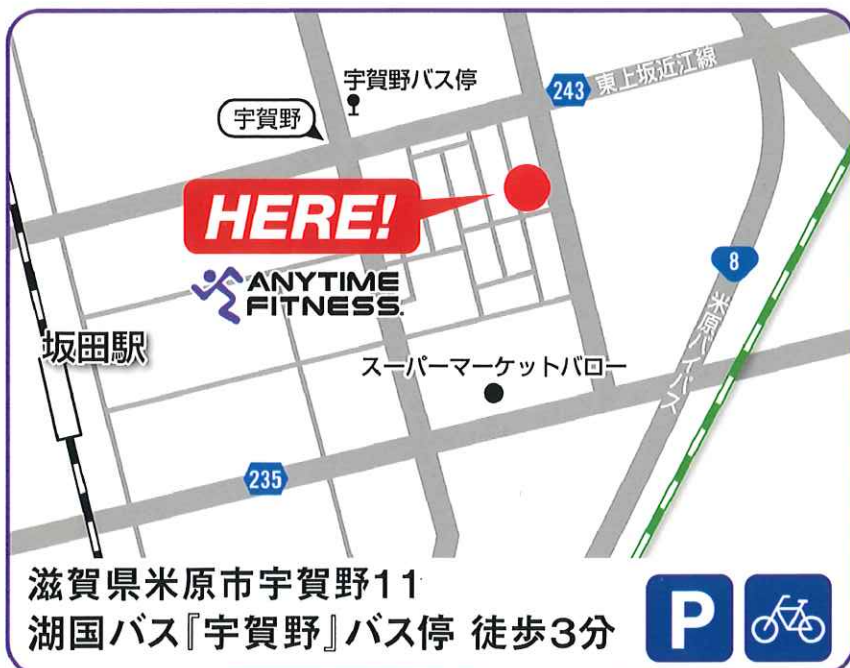 宇賀野バス停
宇賀野
243
東上坂近江線
HERE!
ANYTIME
FITNESS.
8
米原バイパス
坂田駅
スーパーマーケットバロー
235
滋賀県米原市宇賀野11
湖国バス『宇賀野』バス停 徒歩3分
P